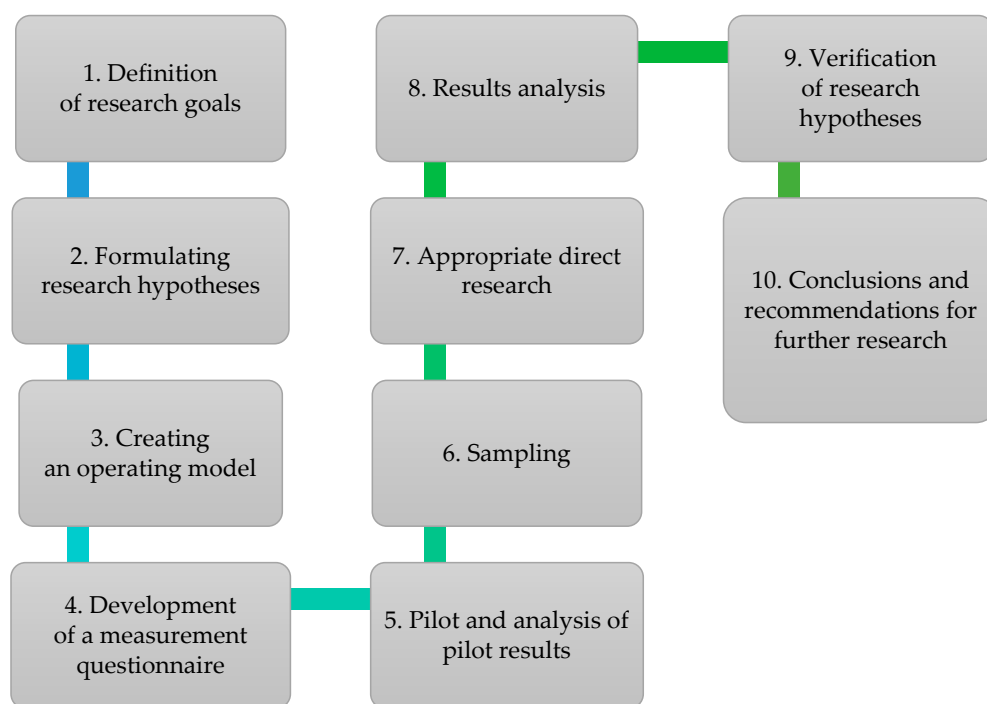 1. Definition
of research goals
2. Formulating
research hypotheses
3. Creating
an operating model
4. Development
of a measurement
questionnaire
5. Pilot and analysis of
pilot results
6. Sampling
7. Appropriate direct
research
8. Results analysis
9. Verification
of research
hypotheses
10. Conclusions and
recommendations for
further research